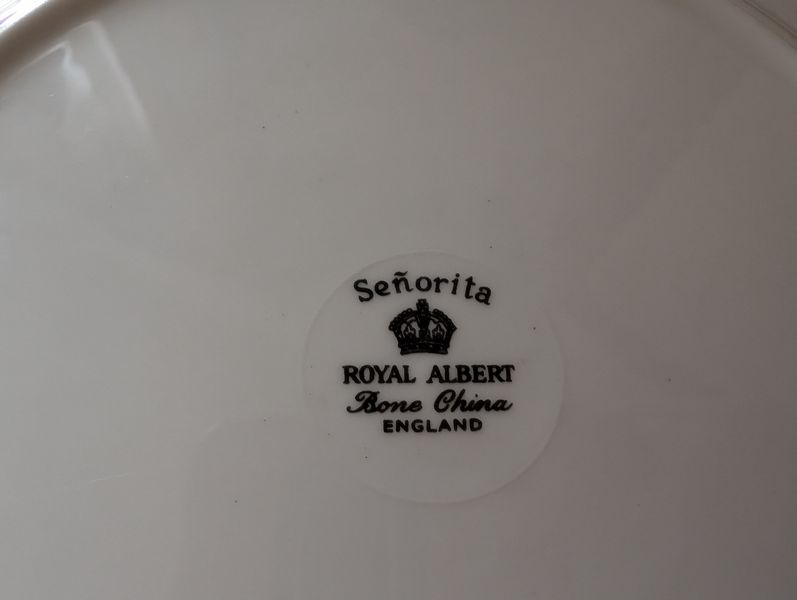 Señorita
ROYAL ALBERT
Bone China
ENGLAND